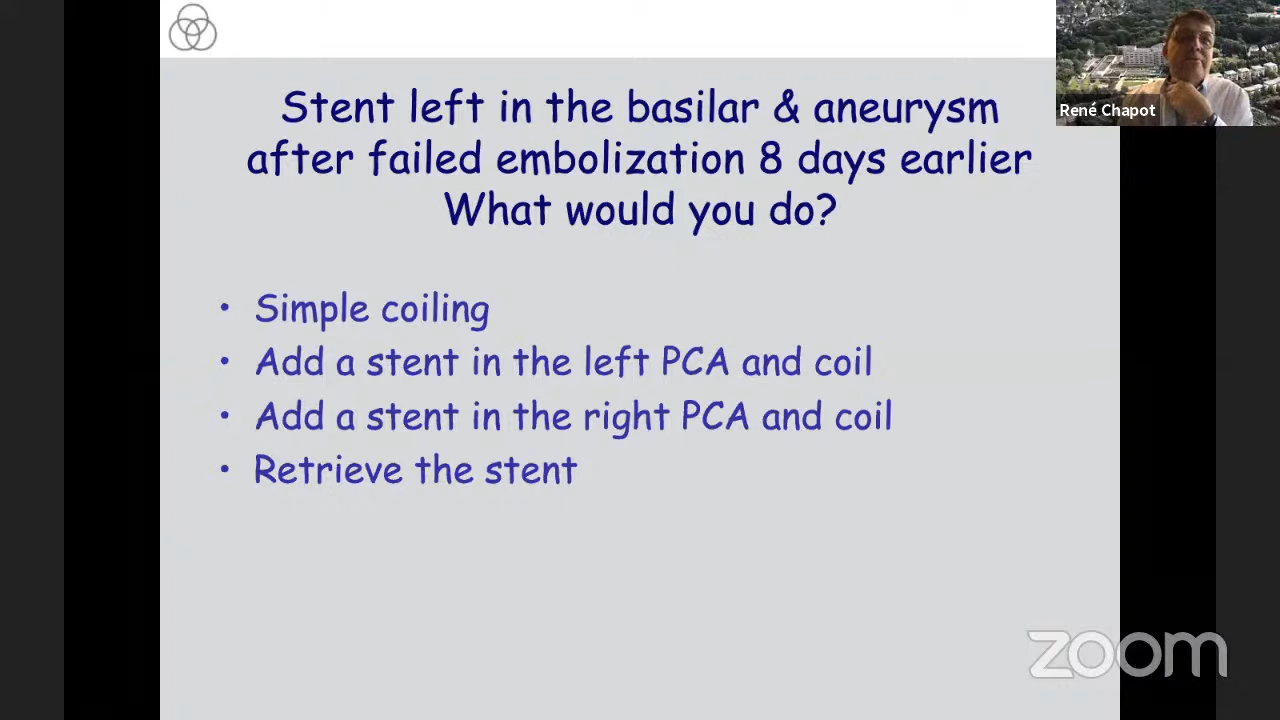 Stent left in the basilar & aneurysm
after failed embolization 8 days earlier
What would you do?
René Chapot
• Simple coiling
• Add a stent in the left PCA and coil
• Add a stent in the right PCA and coil
• Retrieve the stent
zoom